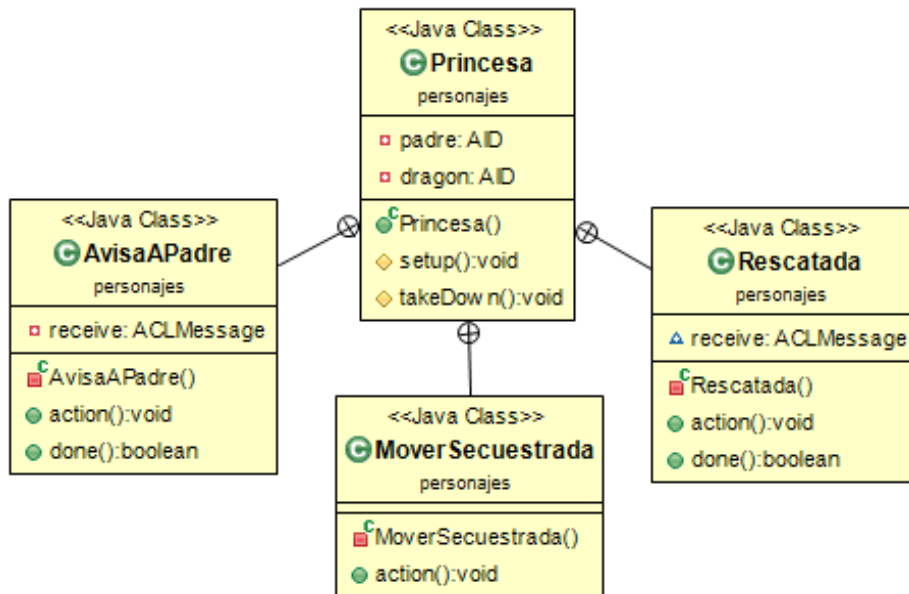 <<Java Class>>
Princesa
personajes
padre: AID
dragon: AID
Princesa()
setup():void
takeDown():void
<<Java Class>>
AvisaAPadre
personajes
receive: ACLMessage
AvisaAPadre()
action():void
done():boolean
<<Java Class>>
Rescatada
personajes
receive: ACLMessage
Rescatada()
action():void
done():boolean
<<Java Class>>
MoverSecuestrada
personajes
MoverSecuestrada()
action():void